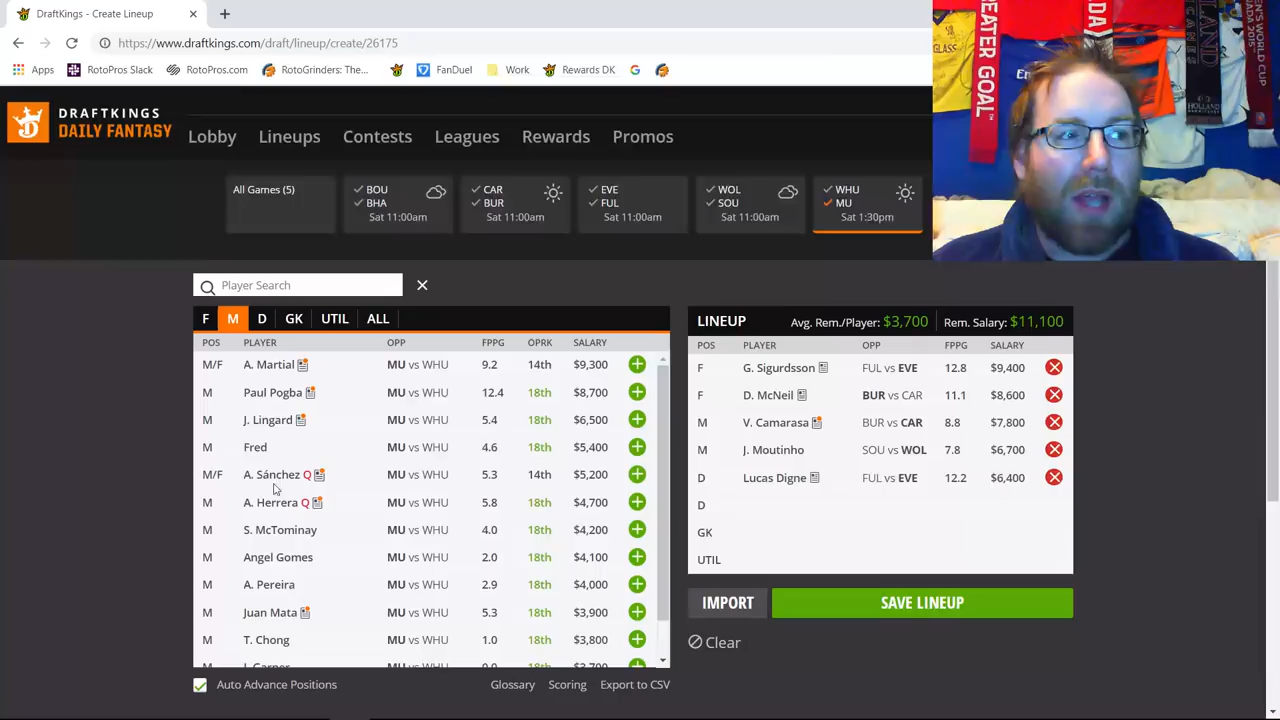 DraftKings - Create Lineup
https://www.draftkings.com/draft/lineup/create/26175
Apps RotoPros Slack RotoPros.com RotoGrinders: The... FanDuel Work Rewards DK
DRAFTKINGS
DAILY FANTASY
Lobby Lineups Contests Leagues Rewards Promos
All Games (5)
BOU
BHA
Sat 11:00am
CAR
BUR
Sat 11:00am
EVE
FUL
Sat 11:00am
WOL
SOU
Sat 11:00am
WHU
MU
Sat 1:30pm
Player Search
F M D GK UTIL ALL
POS PLAYER OPP FPPG OPRK SALARY
M/F A. Martial MU vs WHU 9.2 14th $9,300
M Paul Pogba MU vs WHU 12.4 18th $8,700
M J. Lingard MU vs WHU 5.4 18th $6,500
M Fred MU vs WHU 4.6 18th $5,400
M/F A. Sánchez Q MU vs WHU 5.3 14th $5,200
M A. Herrera Q MU vs WHU 5.8 18th $4,700
M S. McTominay MU vs WHU 4.0 18th $4,200
M Angel Gomes MU vs WHU 2.0 18th $4,100
M A. Pereira MU vs WHU 2.9 18th $4,000
M Juan Mata MU vs WHU 5.3 18th $3,900
M T. Chong MU vs WHU 1.0 18th $3,800
Auto Advance Positions Glossary Scoring Export to CSV
LINEUP Avg. Rem./Player: $3,700 Rem. Salary: $11,100
POS PLAYER OPP FPPG SALARY
F G. Sigurdsson FUL vs EVE 12.8 $9,400
F D. McNeil BUR vs CAR 11.1 $8,600
M V. Camarasa BUR vs CAR 8.8 $7,800
M J. Moutinho SOU vs WOL 7.8 $6,700
D Lucas Digne FUL vs EVE 12.2 $6,400
D
GK
UTIL
IMPORT SAVE LINEUP
Clear
GREATER GOAL